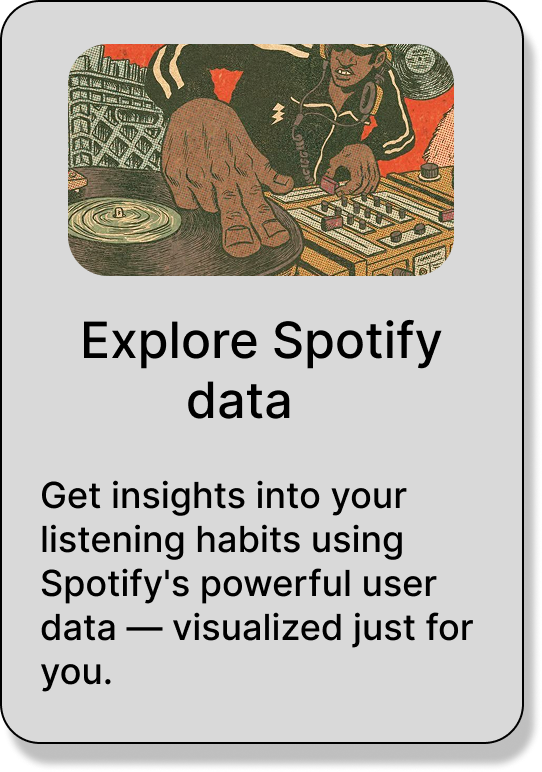 Explore Spotify
data
Get insights into your
listening habits using
Spotify's powerful user
data — visualized just for
you.